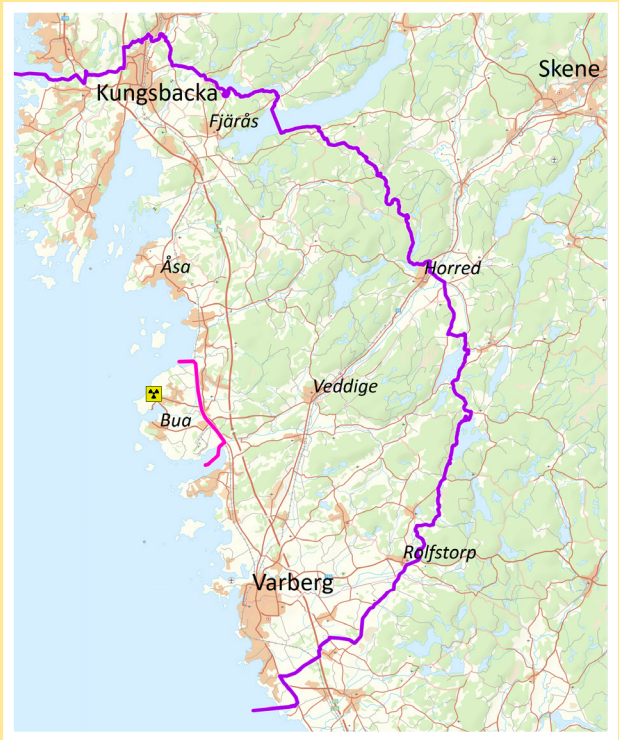 Skene
Kungsbacka
Fjärås
Åsa
Horred
Veddige
Bua
Rolfstorp
Varberg